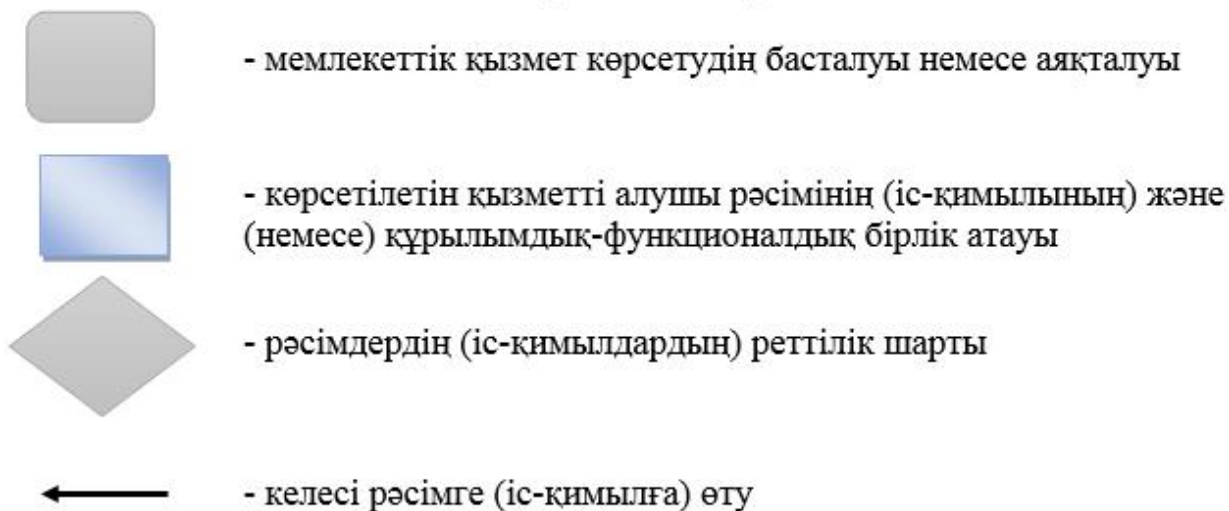 - мемлекеттік қызмет көрсетудің басталуы немесе аяқталуы
- көрсетілетін қызметті алушы рәсімінің (іс-қимылының) және
(немесе) құрылымдық-функционалдық бірлік атауы
- рәсімдердің (іс-қимылдардың) реттілік шарты
- келесі рәсімге (іс-қимылға) өту